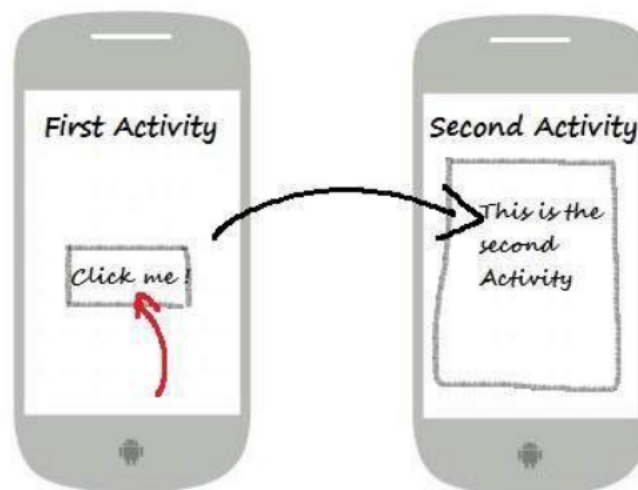 First Activity
Click me !
Second Activity
This is the
second
Activity